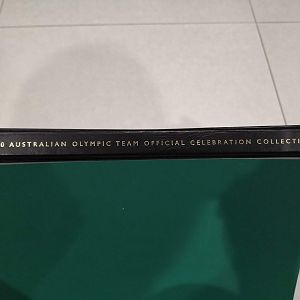 0 AUSTRALIAN OLYMPIC TEAM OFFICIAL CELEBRATION COLLECTI